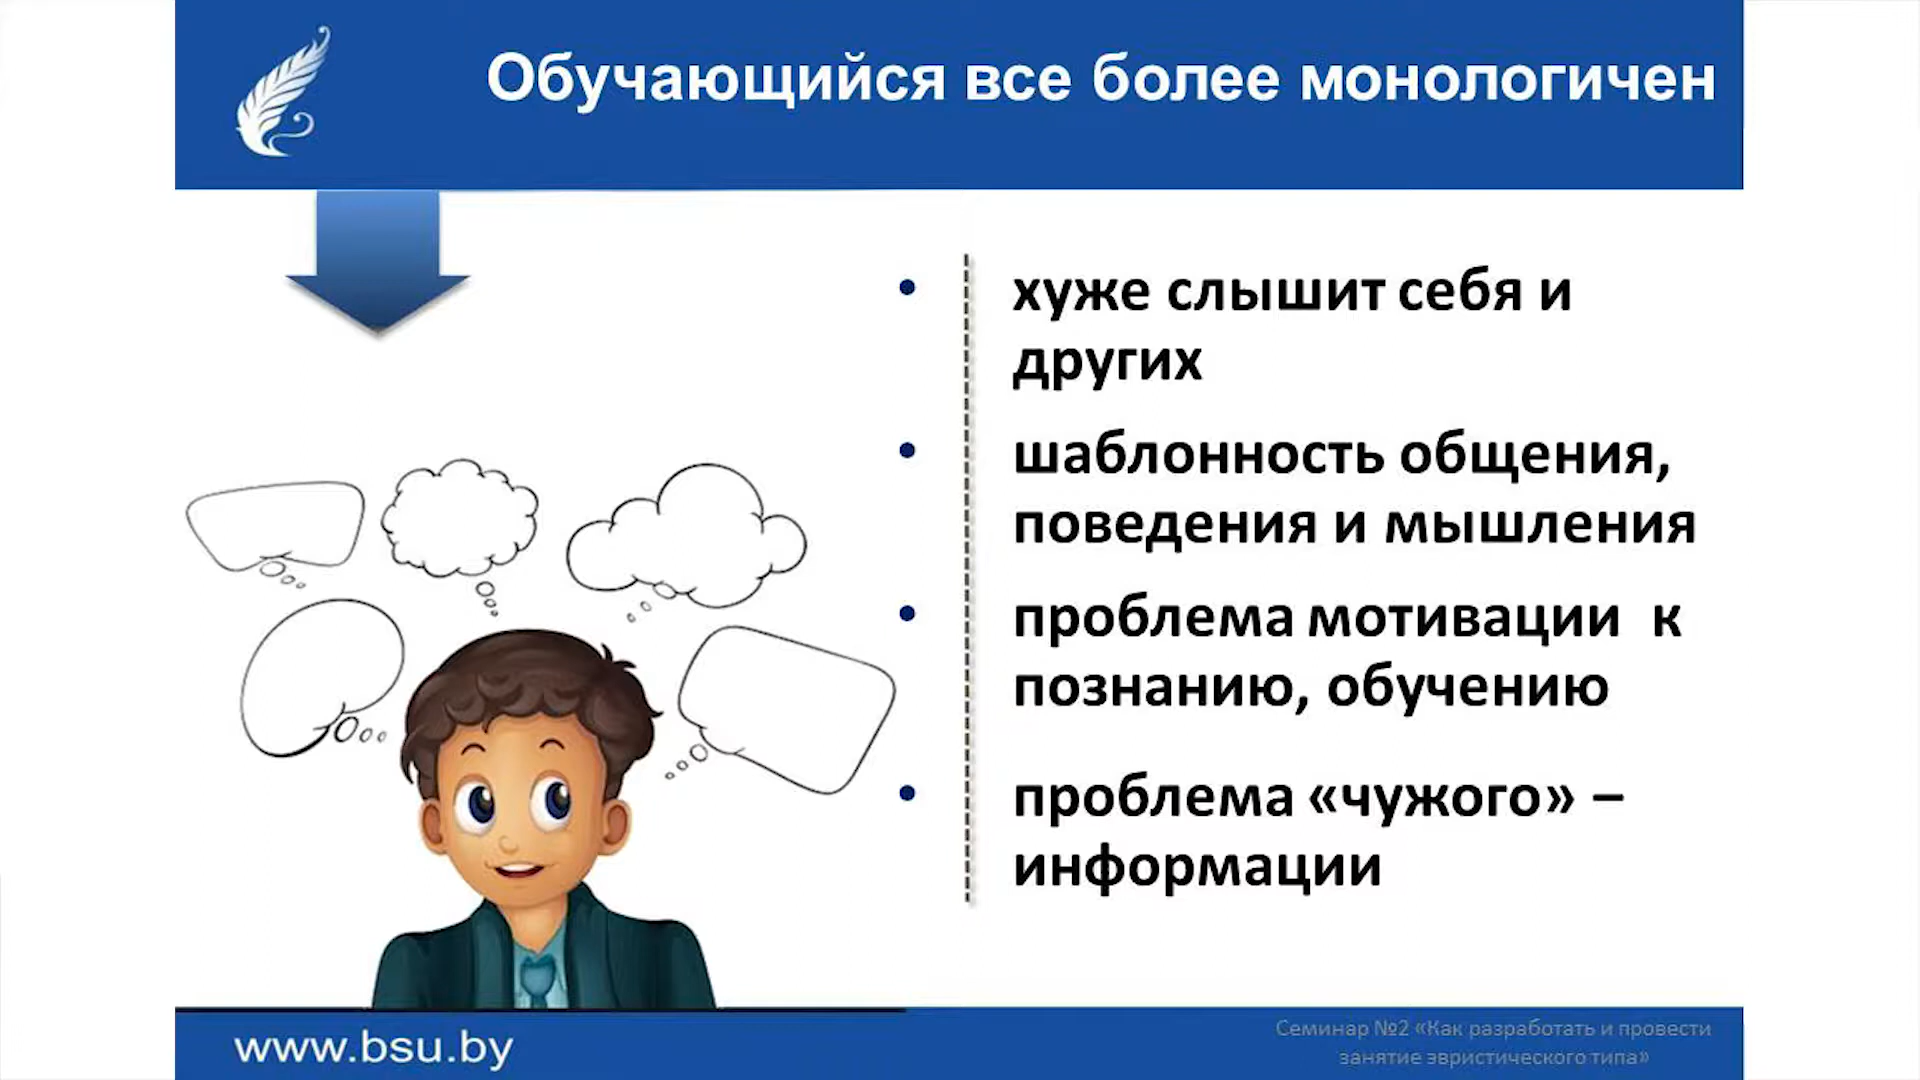 Обучающийся все более монологичен
• хуже слышит себя и
других
• шаблонность общения,
поведения и мышления
• проблема мотивации к
познанию, обучению
• проблема «чужого» –
информации
www.bsu.by
Семинар №2 «Как разработать и провести
занятие эвристического типа»